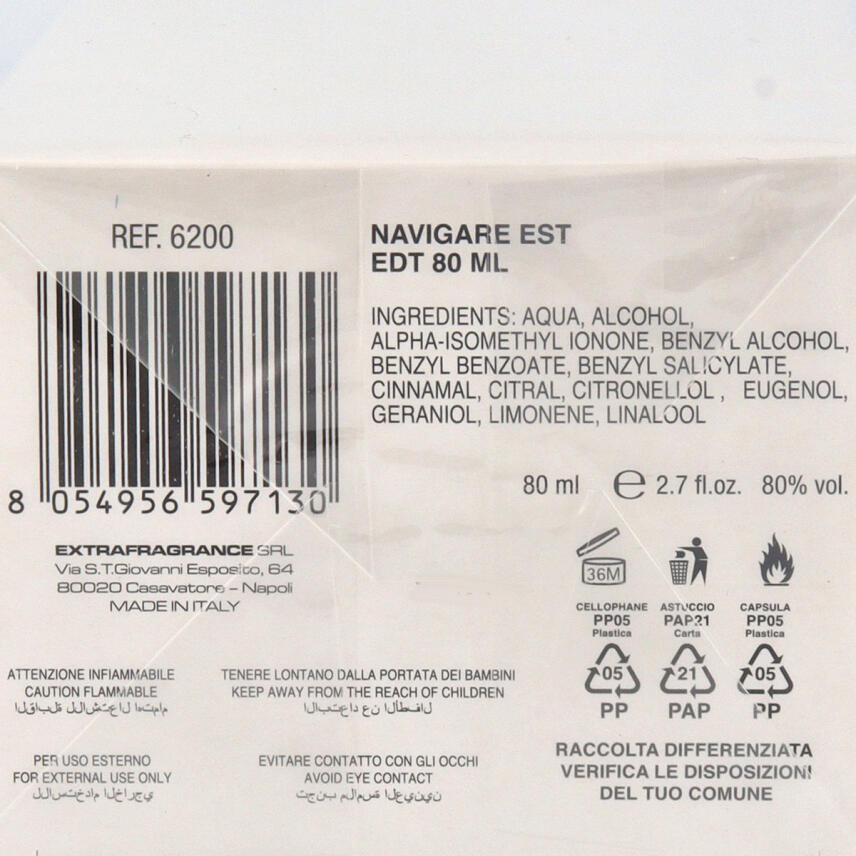 REF. 6200
8 054956 597130
EXTRAFRAGRANCE SRL
Via S.T.Giovanni Esposito, 64
80020 Casavatore – Napoli
MADE IN ITALY
NAVIGARE EST
EDT 80 ML
INGREDIENTS: AQUA, ALCOHOL,
ALPHA-ISOMETHYL IONONE, BENZYL ALCOHOL,
BENZYL BENZOATE, BENZYL SALICYLATE,
CINNAMAL, CITRAL, CITRONELLOL , EUGENOL,
GERANIOL, LIMONENE, LINALOOL
80 ml e 2.7 fl.oz. 80% vol.
36M
CELLOPHANE ASTUCCIO CAPSULA
PP05 PAP21 PP05
Plastica Carta Plastica
05 21 05
PP PAP PP
RACCOLTA DIFFERENZIATA
VERIFICA LE DISPOSIZIONI
DEL TUO COMUNE
ATTENZIONE INFIAMMABILE
CAUTION FLAMMABLE
القابلة للاشتعال اهتمام
TENERE LONTANO DALLA PORTATA DEI BAMBINI
KEEP AWAY FROM THE REACH OF CHILDREN
الابتعاد عن الأطفال
PER USO ESTERNO
FOR EXTERNAL USE ONLY
للاستخدام الخارجي
EVITARE CONTATTO CON GLI OCCHI
AVOID EYE CONTACT
تجنب ملامسة العينين